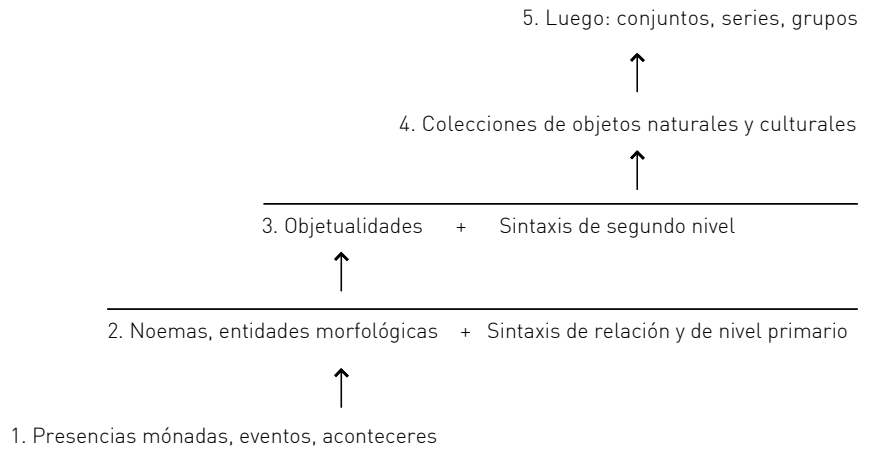 5. Luego: conjuntos, series, grupos
4. Colecciones de objetos naturales y culturales
3. Objetualidades + Sintaxis de segundo nivel
2. Noemas, entidades morfológicas + Sintaxis de relación y de nivel primario
1. Presencias mónadas, eventos, aconteceres